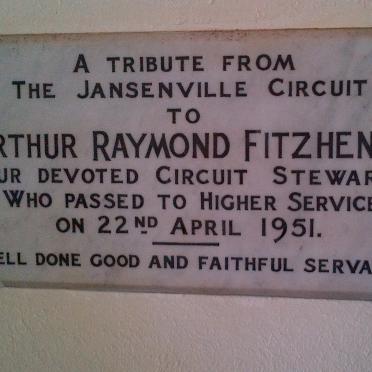 A TRIBUTE FROM
THE JANSENVILLE CIRCUIT
TO
RTHUR RAYMOND FITZHEN
UR DEVOTED CIRCUIT STEWAR
WHO PASSED TO HIGHER SERVICE
ON 22ND APRIL 1951.
ELL DONE GOOD AND FAITHFUL SERVA